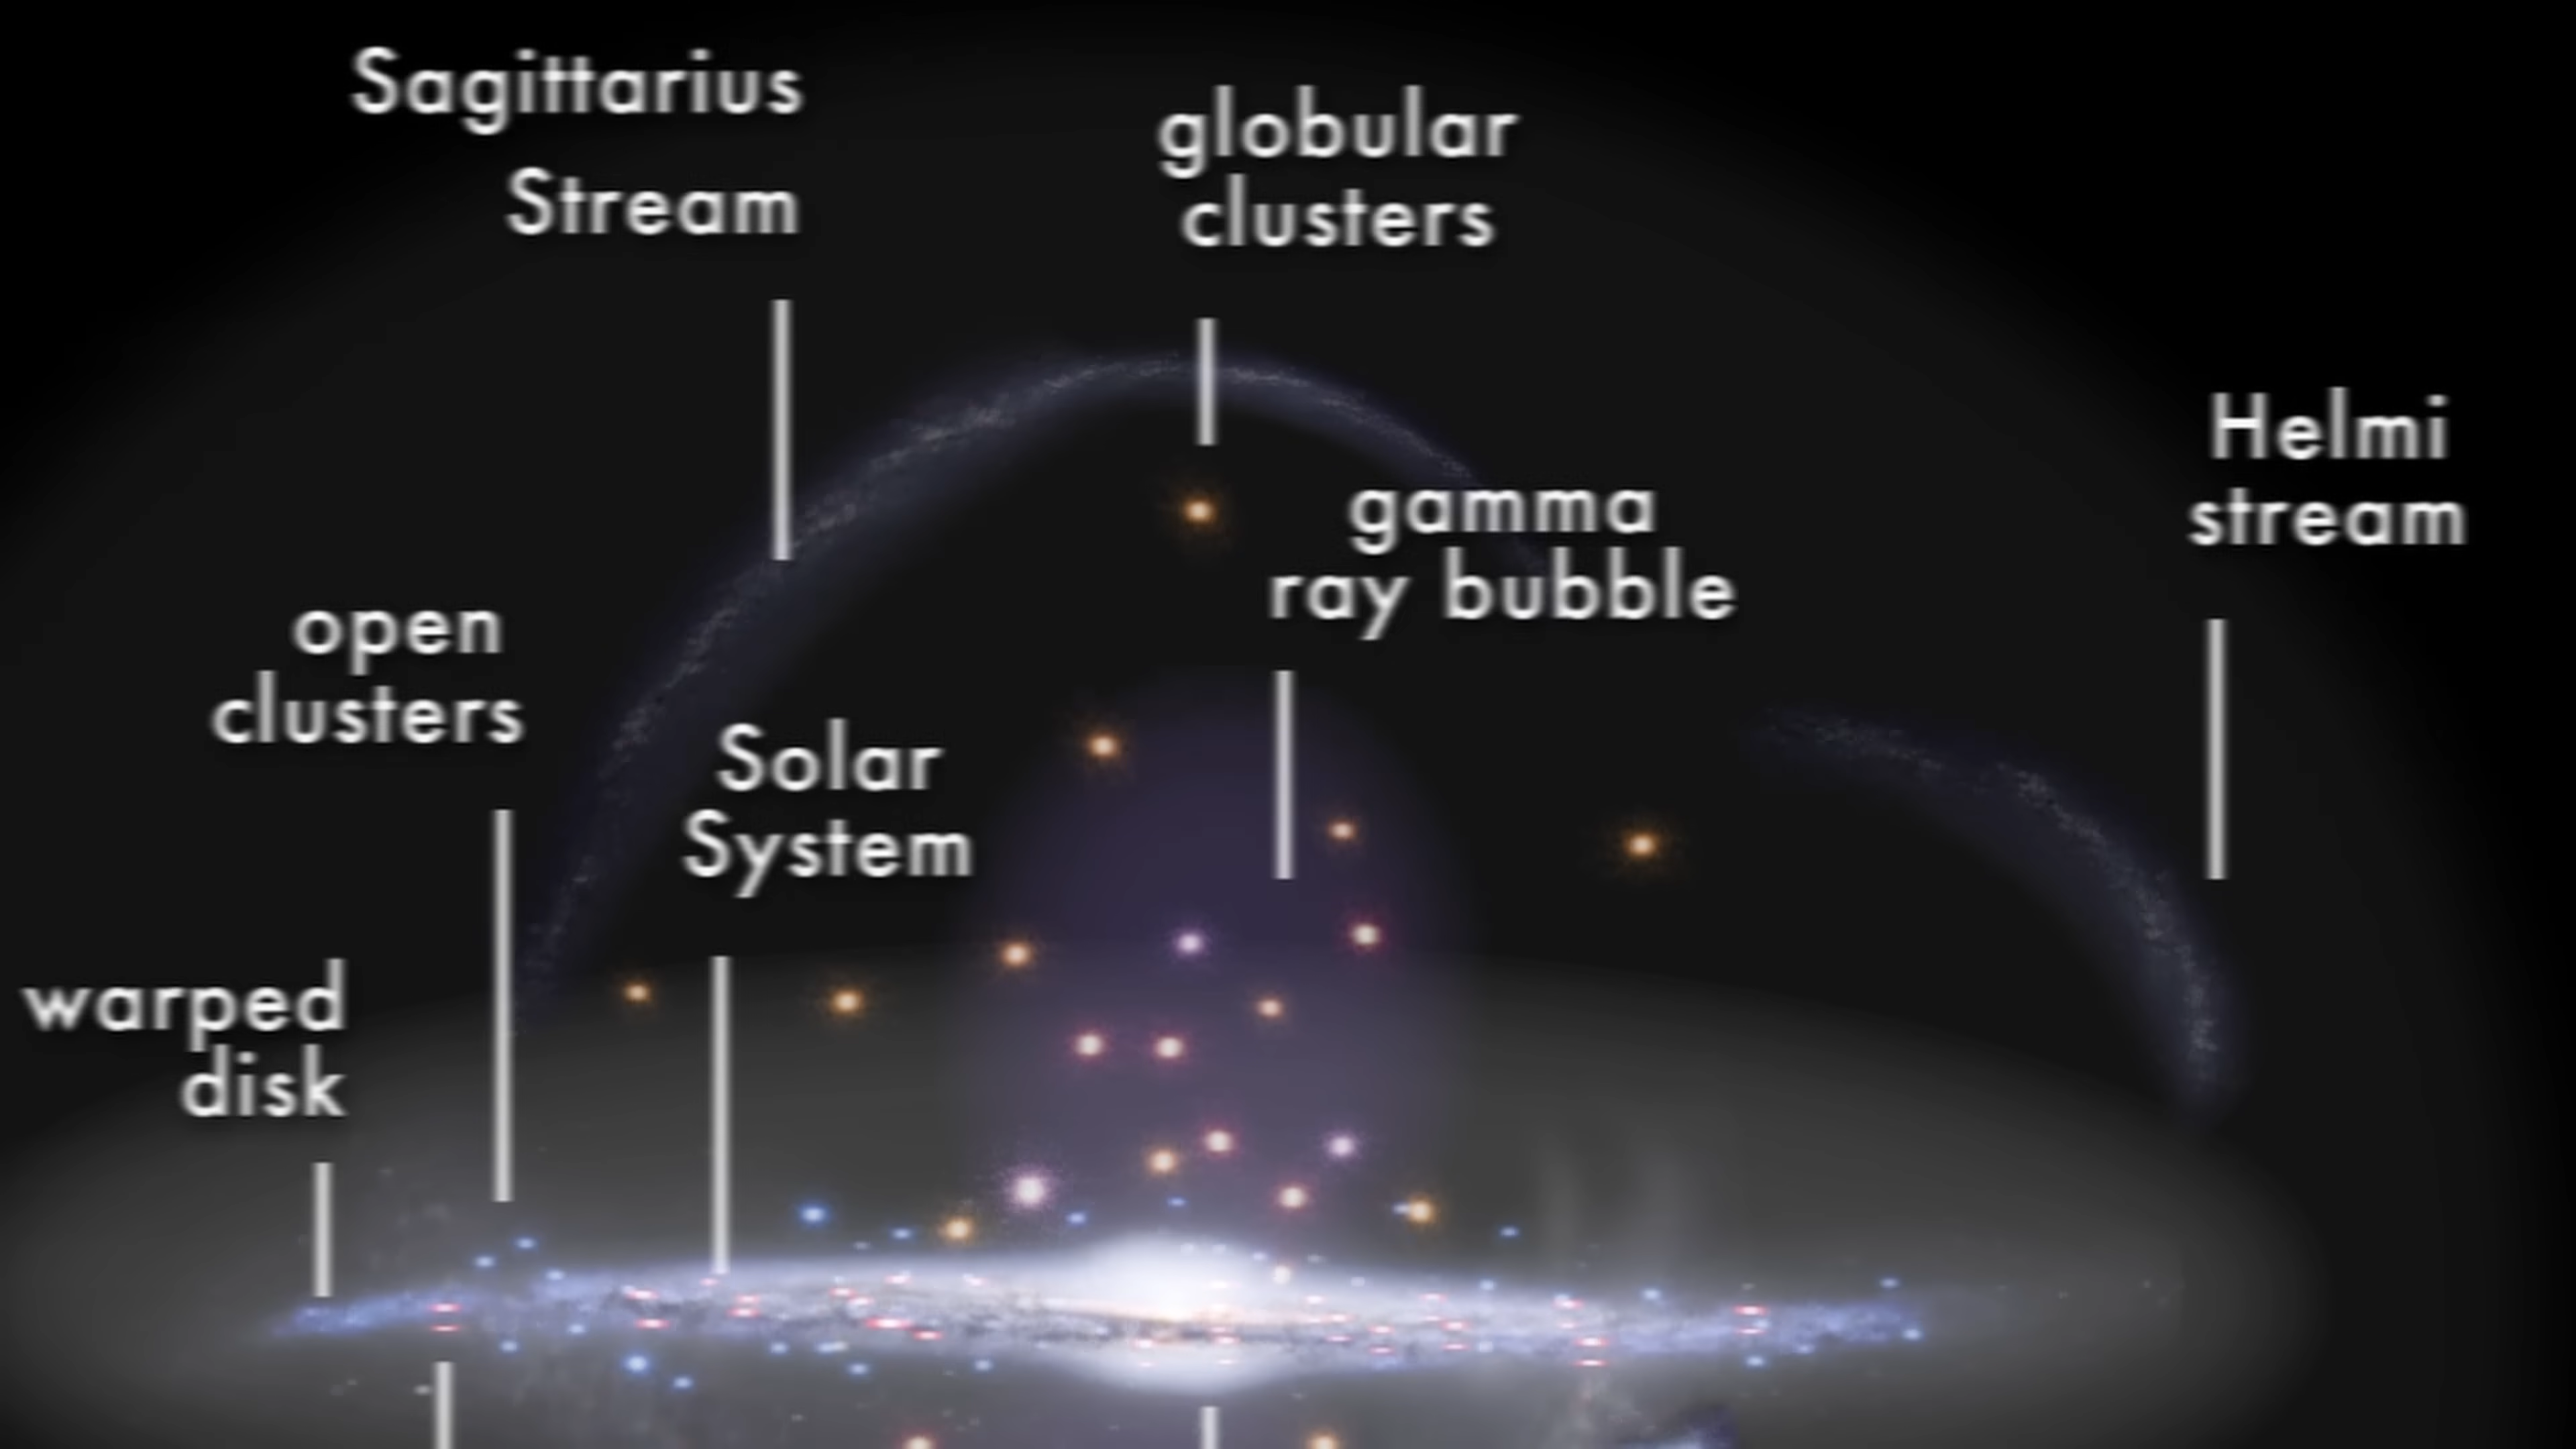 Sagittarius
Stream
globular
clusters
Helmi
stream
gamma
ray bubble
open
clusters
Solar
System
warped
disk